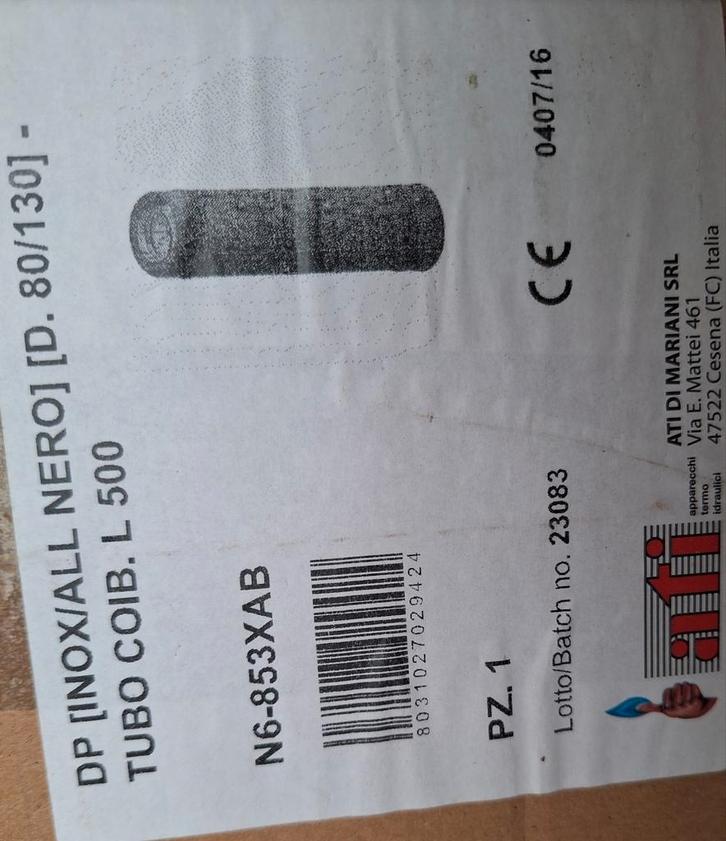 DP [INOX/ALL NERO] [D. 80/130] -
TUBO COIB. L 500
N6-853XAB
8031027029424
PZ. 1
Lotto/Batch no. 23083
CE 0407/16
ati
apparecchi
termo
idraulici
ATI DI MARIANI SRL
Via E. Mattei 461
47522 Cesena (FC) Italia